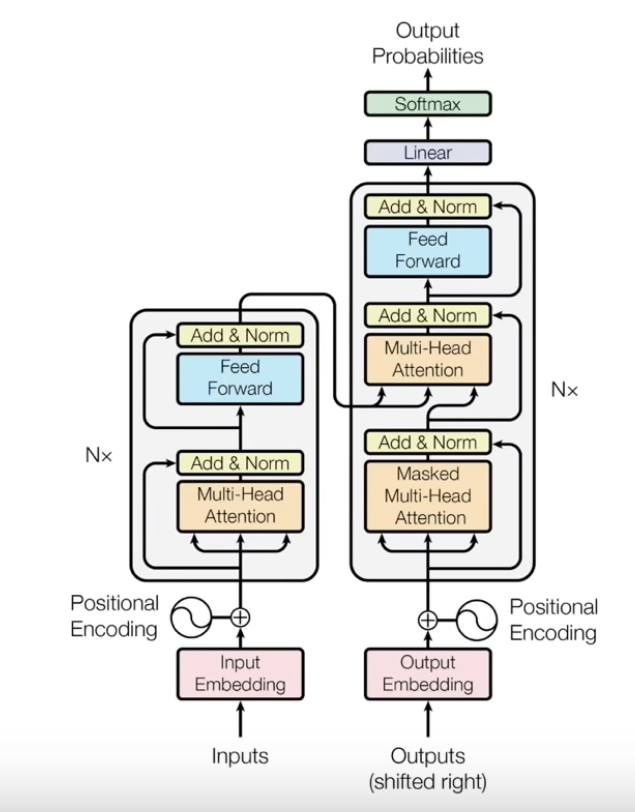 Output
Probabilities
Softmax
Linear
Add & Norm
Feed
Forward
Add & Norm
Multi-Head
Attention
Add & Norm
Masked
Multi-Head
Attention
Nx
Add & Norm
Feed
Forward
Add & Norm
Multi-Head
Attention
Nx
Positional
Encoding
Positional
Encoding
Input
Embedding
Output
Embedding
Inputs
Outputs
(shifted right)